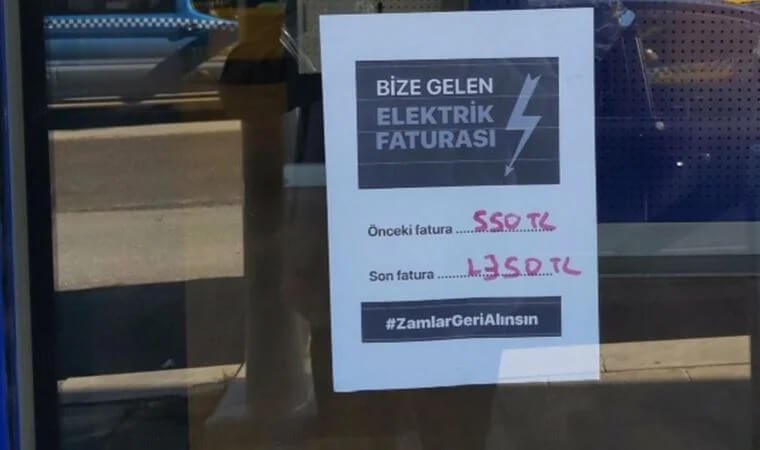 BİZE GELEN
ELEKTRİK
FATURASI
Önceki fatura ........................ 550 TL
Son fatura ........................ 1350 TL
#ZamlarGeriAlınsın